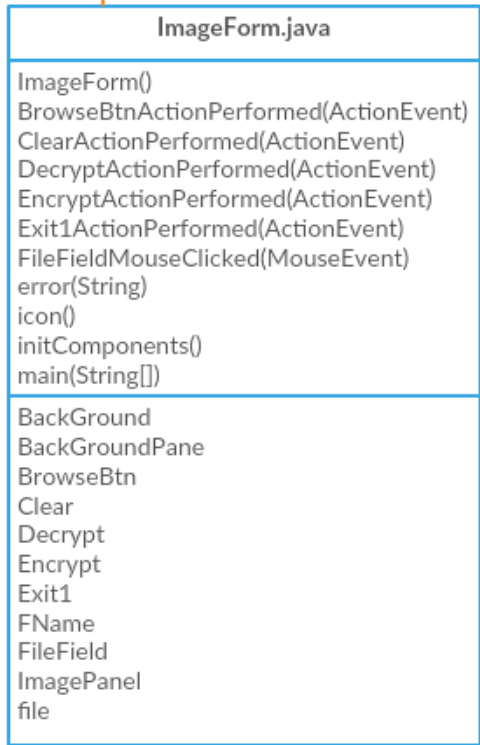 ImageForm.java
ImageForm()
BrowseBtnActionPerformed(ActionEvent)
ClearActionPerformed(ActionEvent)
DecryptActionPerformed(ActionEvent)
EncryptActionPerformed(ActionEvent)
Exit1ActionPerformed(ActionEvent)
FileFieldMouseClicked(MouseEvent)
error(String)
icon()
initComponents()
main(String[])
BackGround
BackGroundPane
BrowseBtn
Clear
Decrypt
Encrypt
Exit1
FName
FileField
ImagePanel
file